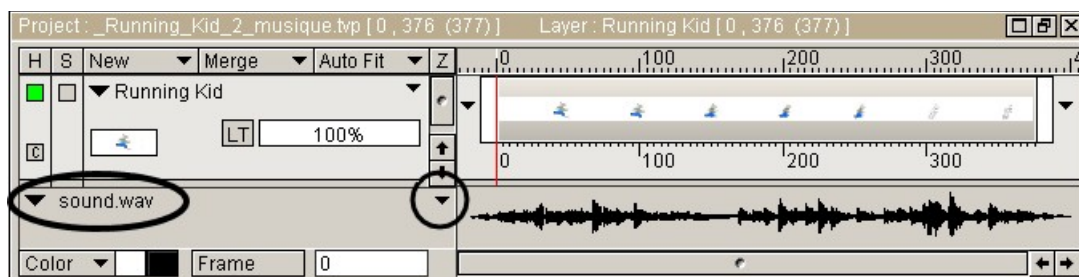 Project : _Running_Kid_2_musique.tvp [ 0 , 376 (377) ] Layer : Running Kid [ 0 , 376 (377) ]
H S New Merge Auto Fit Z 0 100 200 300
Running Kid
LT 100%
C 0 100 200 300
sound.wav
Color Frame 0